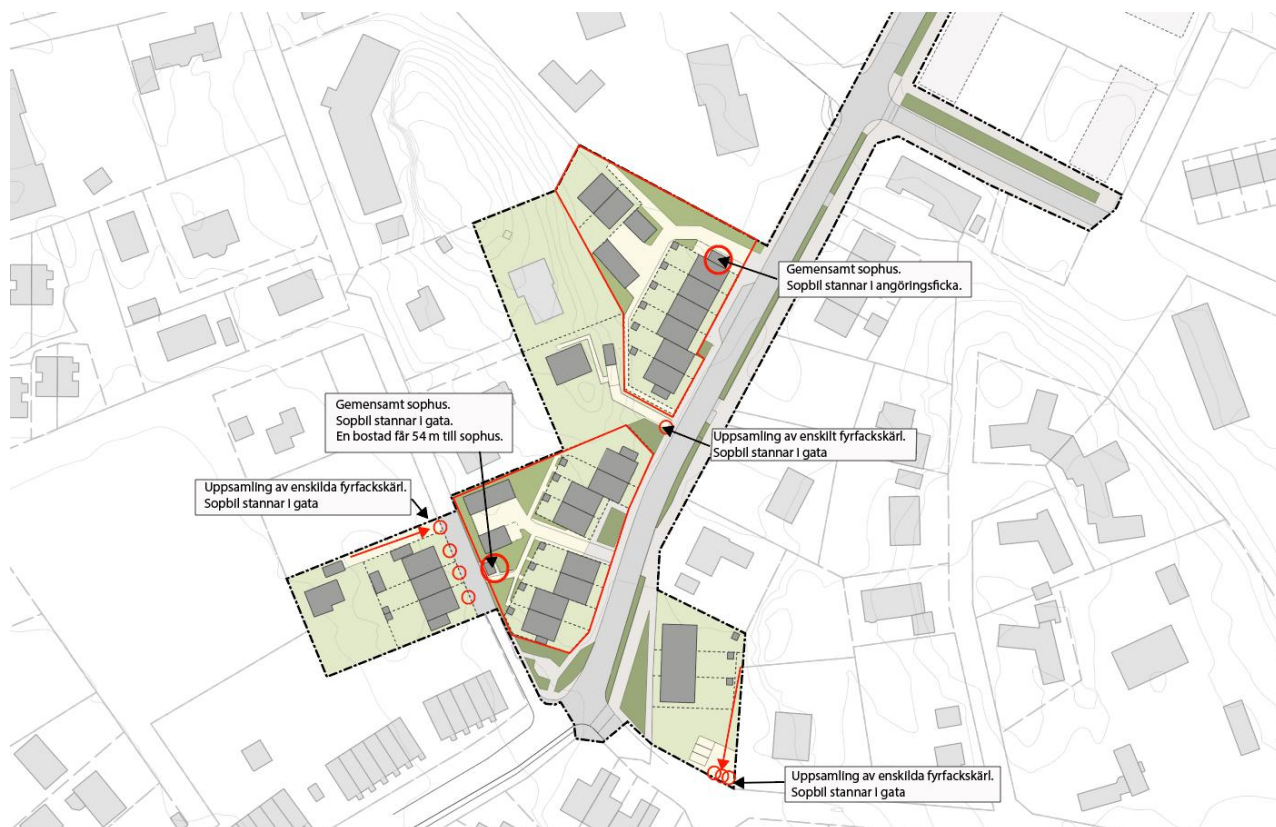 Gemensamt sophus.
Sopbil stannar i angöringsficka.
Gemensamt sophus.
Sopbil stannar i gata.
En bostad får 54 m till sophus.
Uppsamling av enskilt fyrfackskärl.
Sopbil stannar i gata
Uppsamling av enskilda fyrfackskärl.
Sopbil stannar i gata
Uppsamling av enskilda fyrfackskärl.
Sopbil stannar i gata